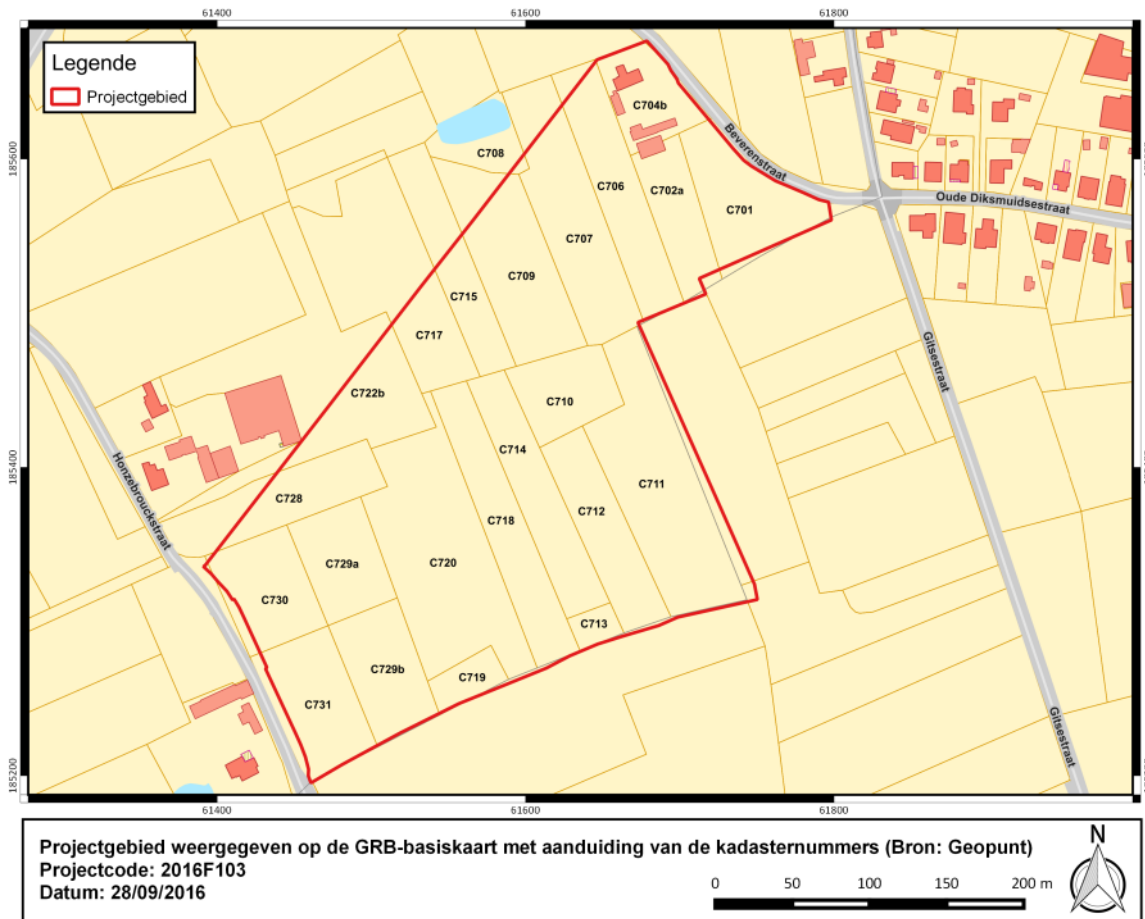 61400
61600
61800
Legende
Projectgebied
185600
185400
185200
C704b
C708
Beverenstraat
C706
C702a
C701
Oude Diksmuidsestraat
C707
C709
C715
C717
Gitsestraat
C722b
C710
C714
C711
Honzebrouckstraat
C728
C712
C718
C729a
C720
C730
C713
C729b
C719
C731
Gitsestraat
61400
61600
61800
Projectgebied weergegeven op de GRB-basiskaart met aanduiding van de kadasternummers (Bron: Geopunt)
Projectcode: 2016F103
Datum: 28/09/2016
0 50 100 150 200 m
N